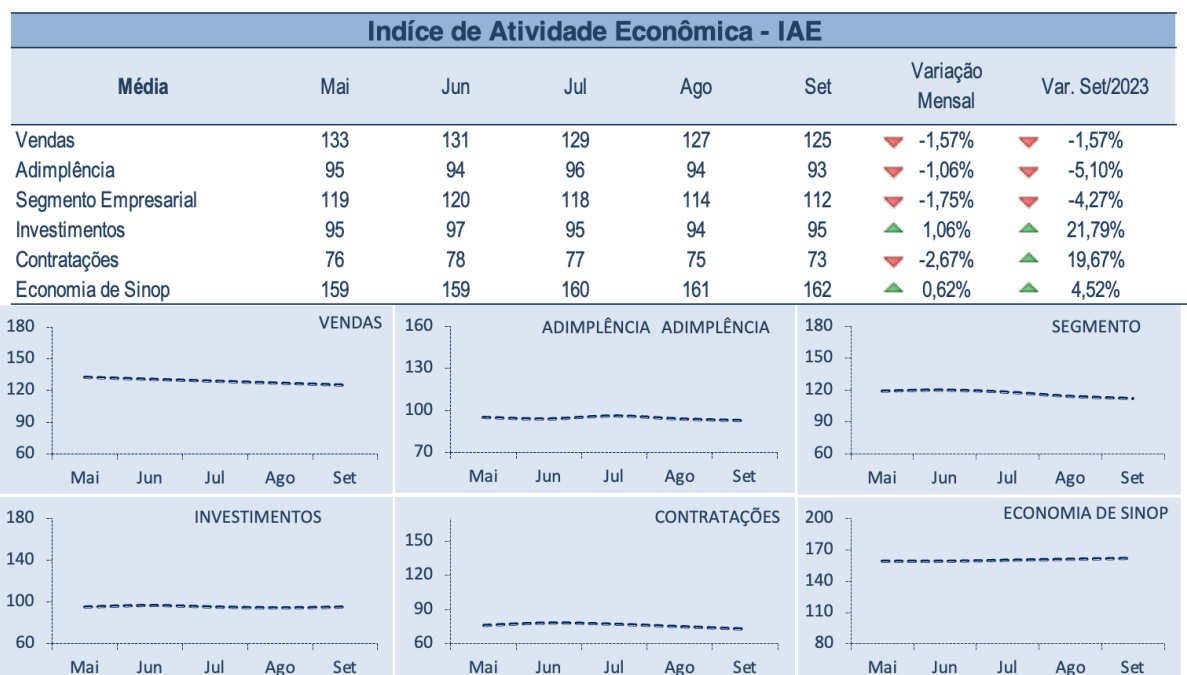 Indíce de Atividade Econômica - IAE
Média Mai Jun Jul Ago Set Variação Mensal Var. Set/2023
Vendas 133 131 129 127 125 -1,57% -1,57%
Adimplência 95 94 96 94 93 -1,06% -5,10%
Segmento Empresarial 119 120 118 114 112 -1,75% -4,27%
Investimentos 95 97 95 94 95 1,06% 21,79%
Contratações 76 78 77 75 73 -2,67% 19,67%
Economia de Sinop 159 159 160 161 162 0,62% 4,52%
VENDAS
180
150
120
90
60
Mai Jun Jul Ago Set
ADIMPLÊNCIA ADIMPLÊNCIA
160
130
100
70
Mai Jun Jul Ago Set
SEGMENTO
180
150
120
90
60
Mai Jun Jul Ago Set
INVESTIMENTOS
180
140
100
60
Mai Jun Jul Ago Set
CONTRATAÇÕES
150
120
90
60
Mai Jun Jul Ago Set
ECONOMIA DE SINOP
200
170
140
110
80
Mai Jun Jul Ago Set